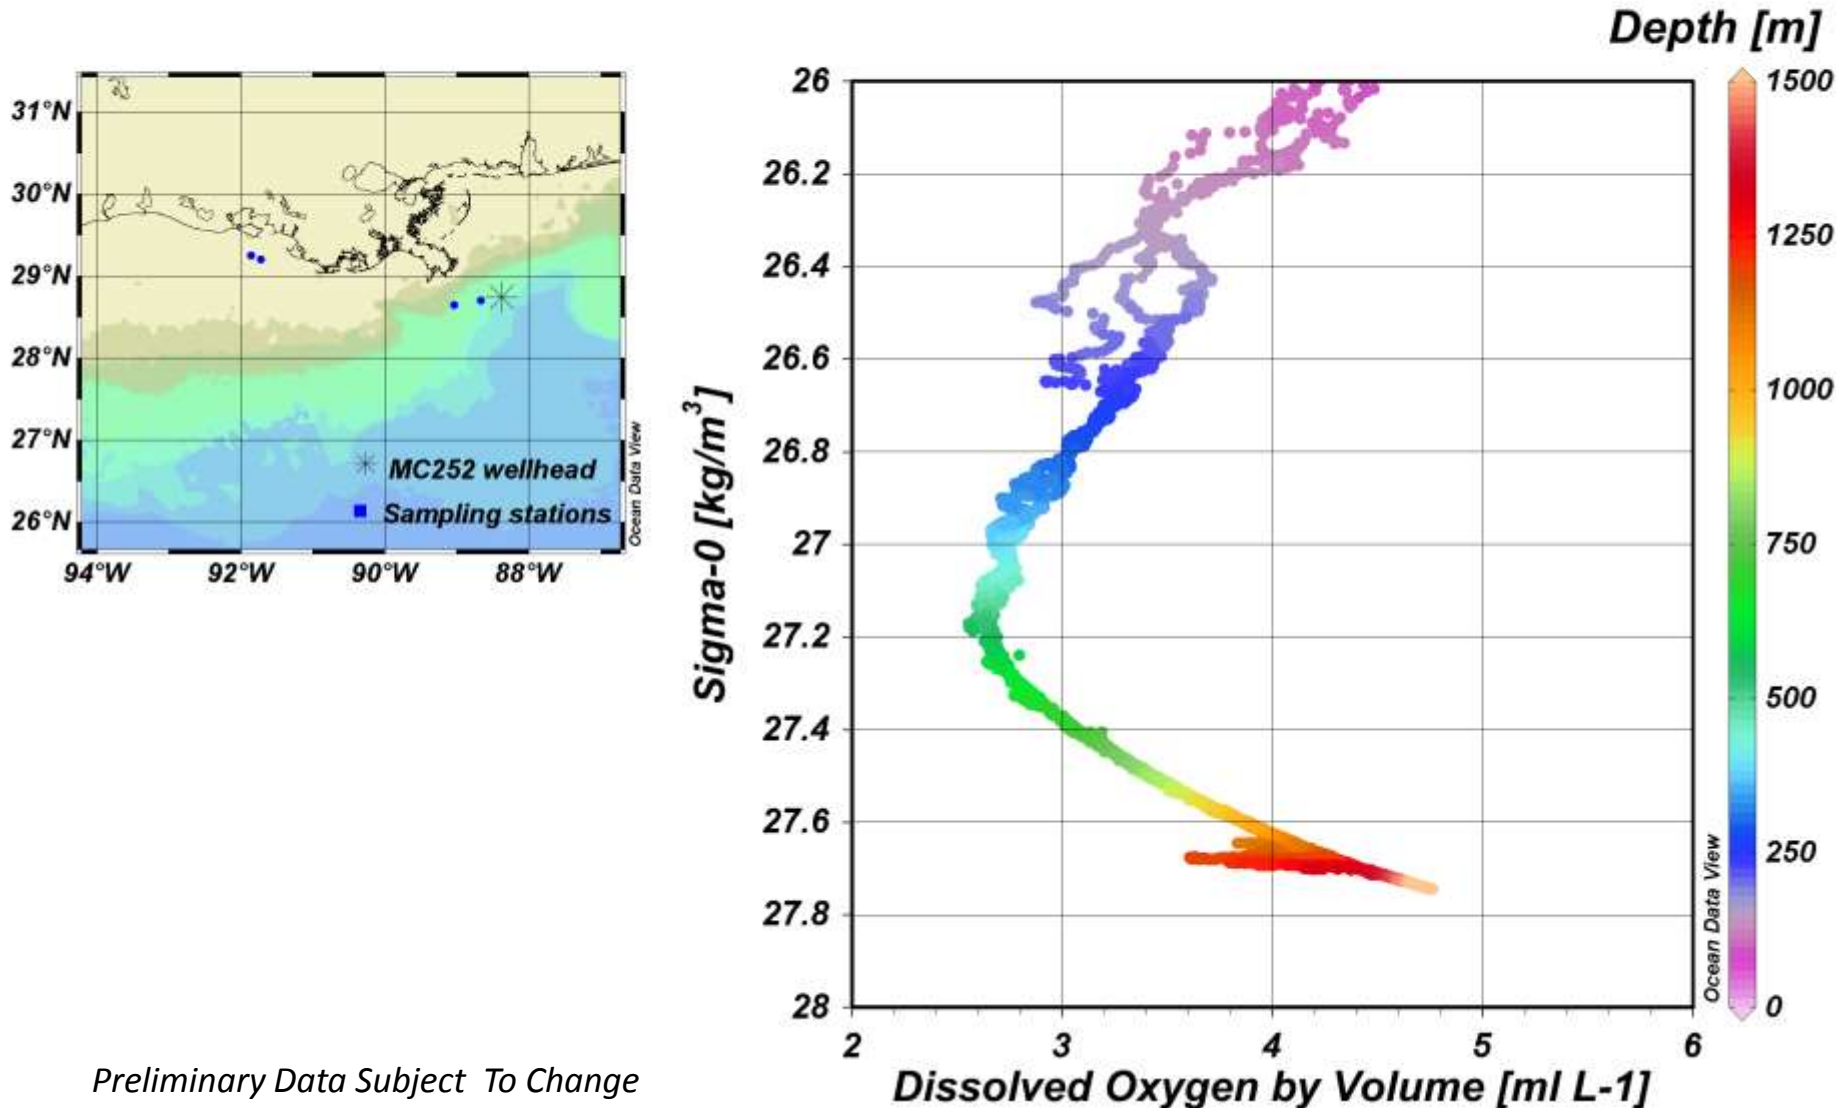 31°N
30°N
29°N
28°N
27°N
26°N
94°W 92°W 90°W 88°W
MC252 wellhead
Sampling stations
Ocean Data View
Preliminary Data Subject To Change
Depth [m]
Sigma-0 [kg/m³]
26
26.2
26.4
26.6
26.8
27
27.2
27.4
27.6
27.8
28
2 3 4 5 6
Dissolved Oxygen by Volume [ml L-1]
1500
1250
1000
750
500
250
0
Ocean Data View